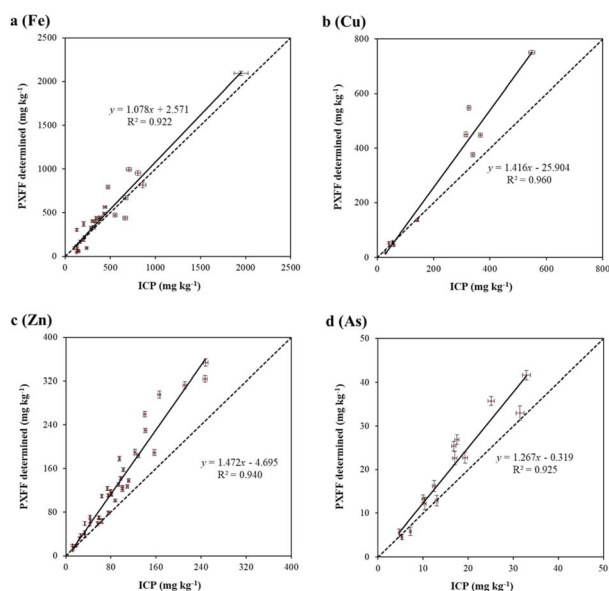 a (Fe)
2500
2000
1500
1000
500
0
PXFF determined (mg kg⁻¹)
y = 1.078x + 2.571
R² = 0.922
0 500 1000 1500 2000 2500
ICP (mg kg⁻¹)
b (Cu)
800
600
400
200
0
PXFF determined (mg kg⁻¹)
y = 1.416x - 25.904
R² = 0.960
0 200 400 600 800
ICP (mg kg⁻¹)
c (Zn)
400
320
240
160
80
0
PXFF determined (mg kg⁻¹)
y = 1.472x - 4.695
R² = 0.940
0 80 160 240 320 400
ICP (mg kg⁻¹)
d (As)
50
40
30
20
10
0
PXFF determined (mg kg⁻¹)
y = 1.267x - 0.319
R² = 0.925
0 10 20 30 40 50
ICP (mg kg⁻¹)